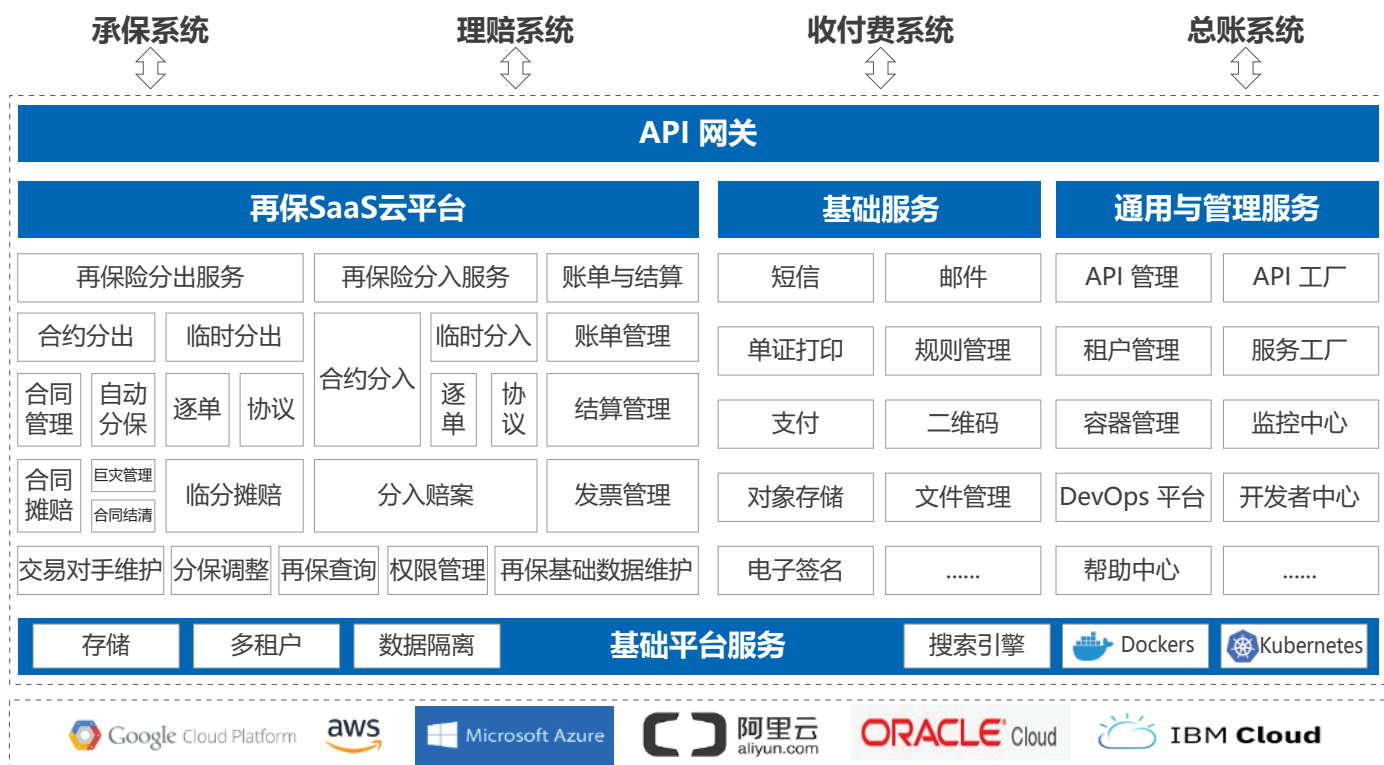 承保系统
理赔系统
收付费系统
总账系统
API 网关
再保SaaS云平台
基础服务
通用与管理服务
再保险分出服务
再保险分入服务
账单与结算
短信
邮件
API 管理
API 工厂
合约分出
临时分出
合约分入
临时分入
账单管理
单证打印
规则管理
租户管理
服务工厂
合同
管理
自动
分保
逐单
协议
逐
单
协
议
结算管理
支付
二维码
容器管理
监控中心
合同
摊赔
巨灾管理
合同结清
临分摊赔
分入赔案
发票管理
对象存储
文件管理
DevOps 平台
开发者中心
交易对手维护
分保调整
再保查询
权限管理
再保基础数据维护
电子签名
......
帮助中心
......
存储
多租户
数据隔离
基础平台服务
搜索引擎
Dockers
Kubernetes
Google Cloud Platform
aws
Microsoft Azure
阿里云
aliyun.com
ORACLE Cloud
IBM Cloud